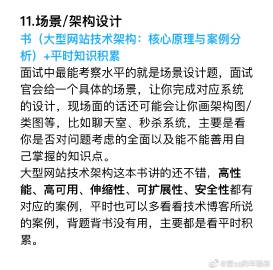 11.场景/架构设计
书（大型网站技术架构：核心原理与案例分
析）+平时知识积累
面试中最能考察水平的就是场景设计题，面试
官会给一个具体的场景，让你完成对应系统
的设计，现场面的话还可能会让你画架构图/
类图等，比如聊天室、秒杀系统，主要是看
你是否对问题考虑的全面以及能不能善用自
己掌握的知识点。
大型网站技术架构这本书讲的还不错，高性
能、高可用、伸缩性、可扩展性、安全性都有
对应的案例，平时也可以多看看技术博客所说
的案例，背题背书没有用，主要都是看平时积
累。